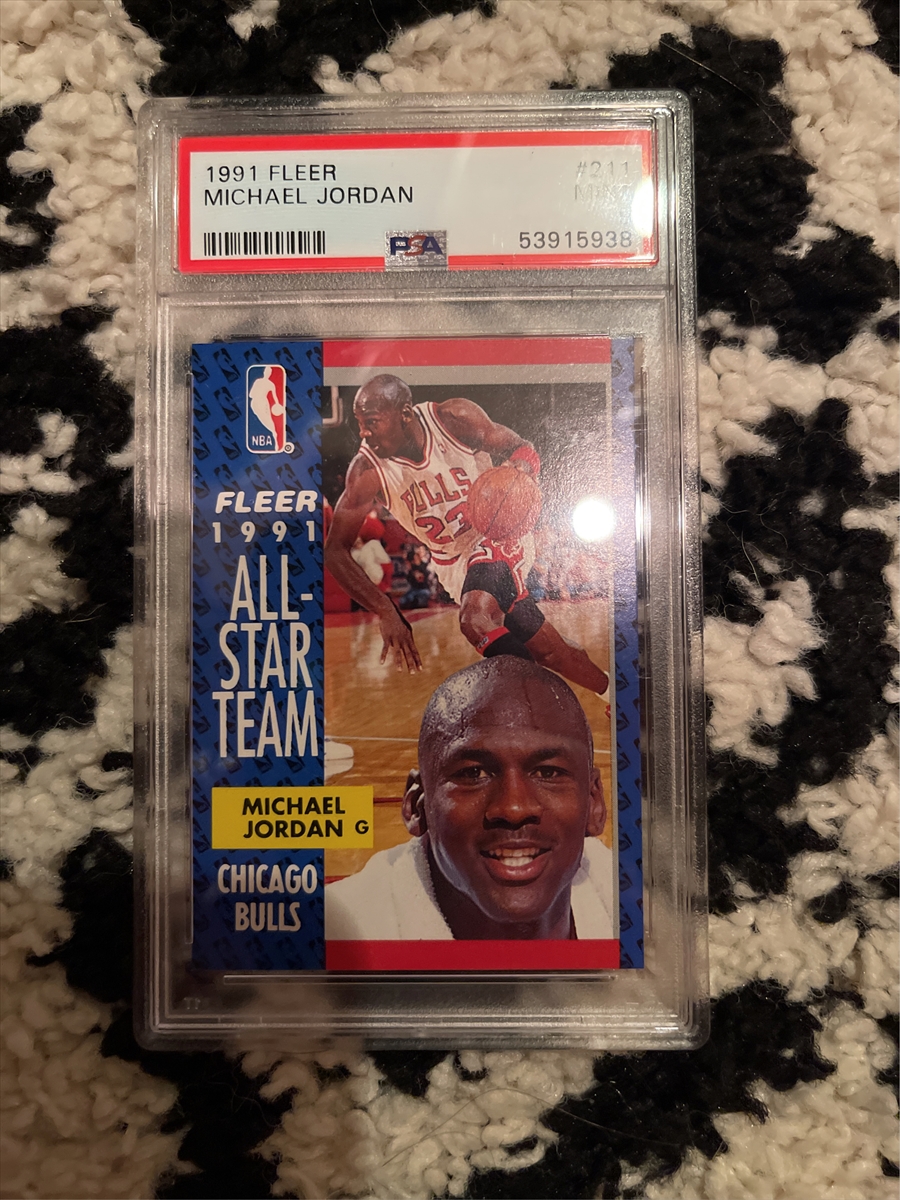 1991 FLEER
MICHAEL JORDAN
#211
MINT
53915938
PSA
NBA
FLEER
1991
ALL-
STAR
TEAM
MICHAEL
JORDAN G
CHICAGO
BULLS
BULLS
23